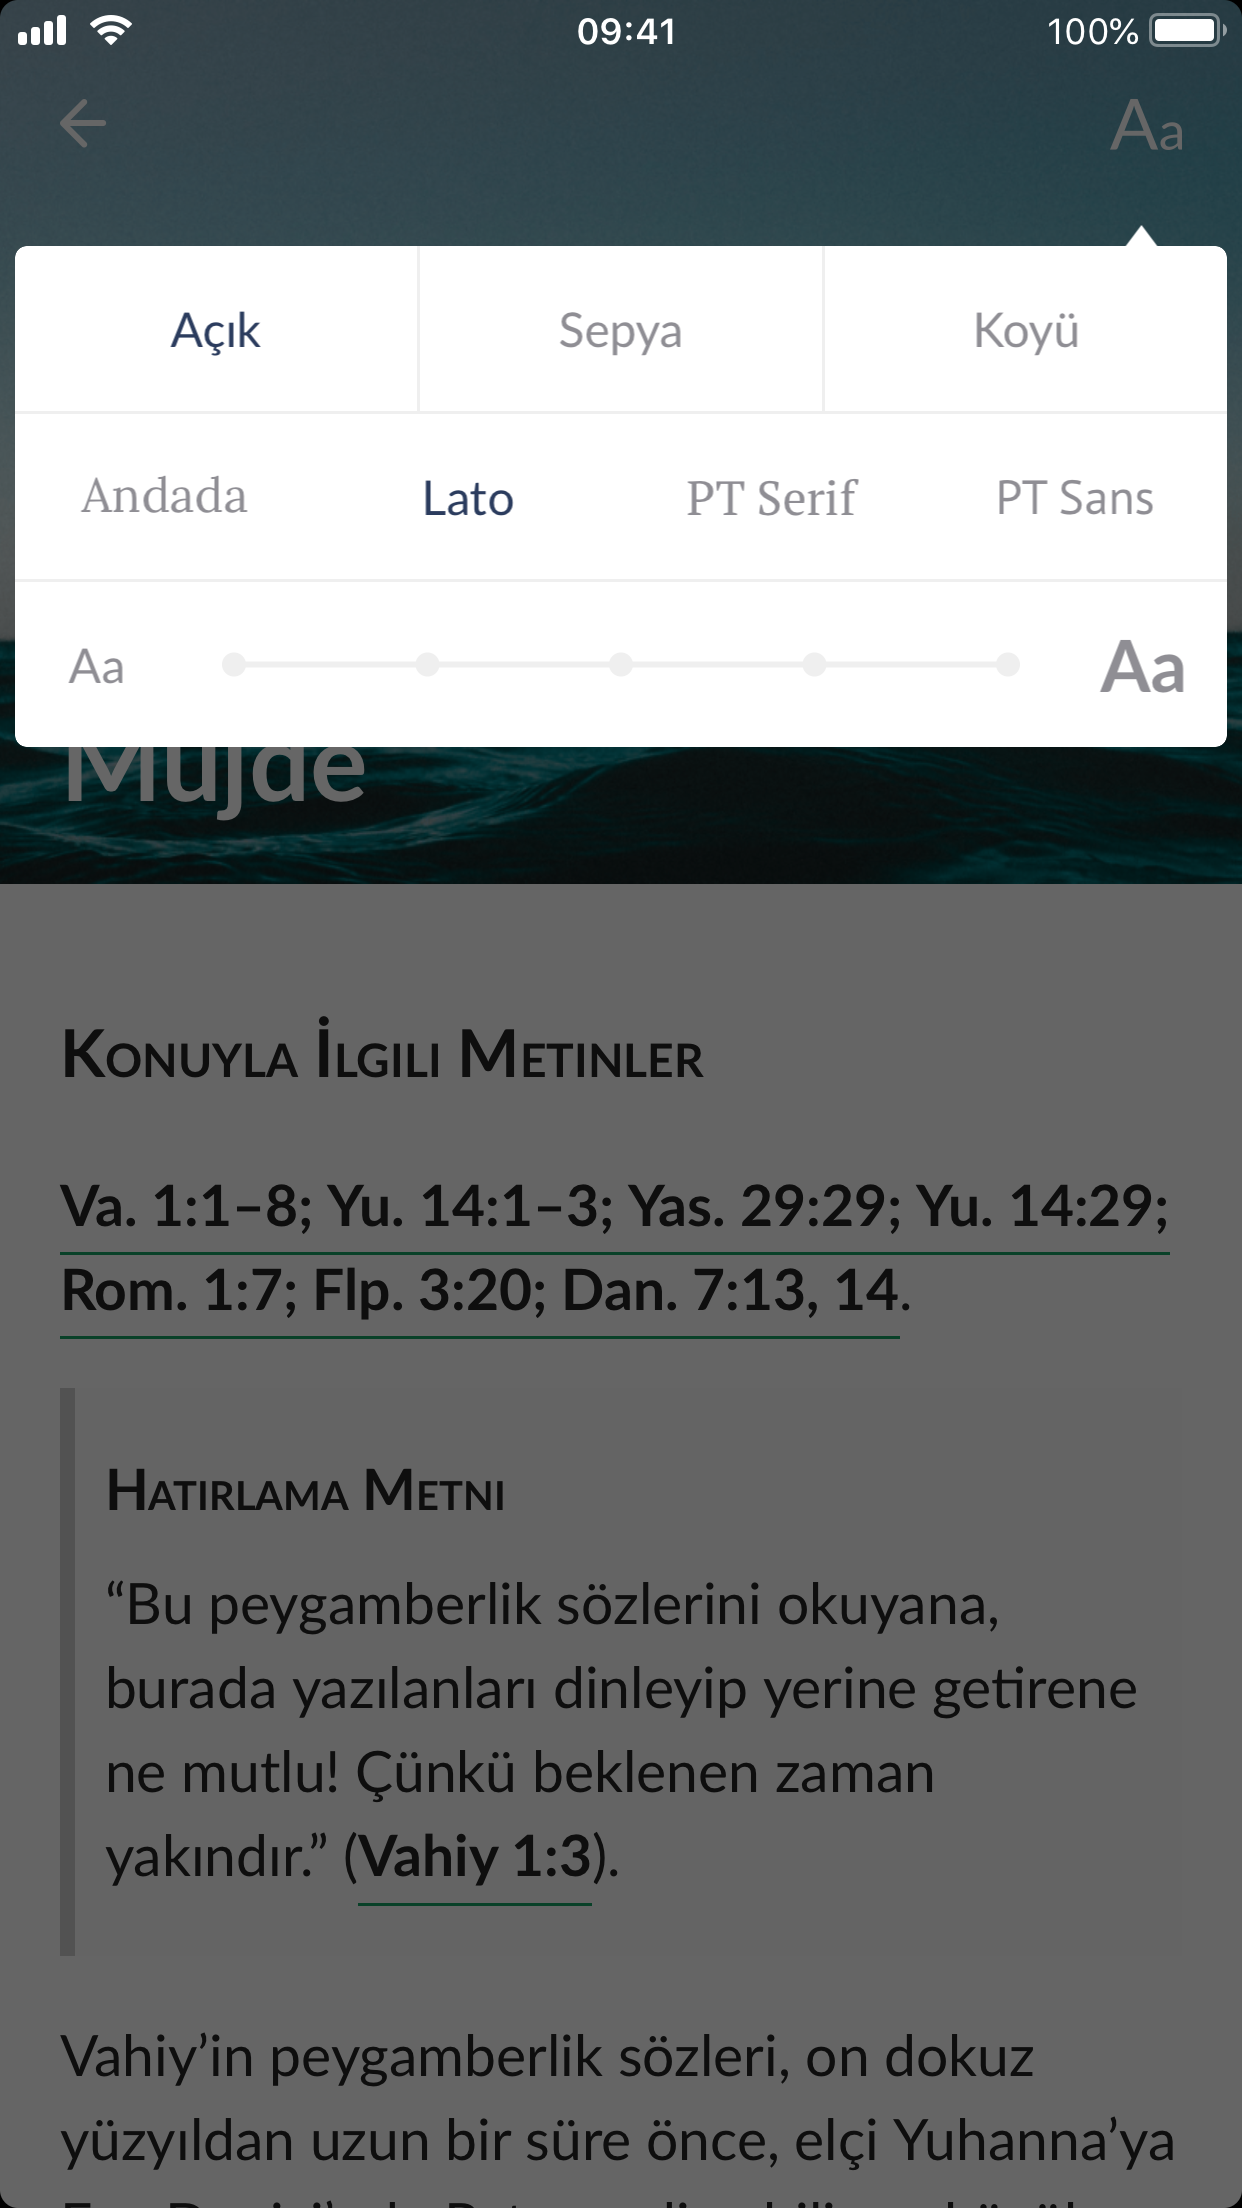 09:41 100%
Aa
Açık Sepya Koyü
Andada Lato PT Serif PT Sans
Aa Aa
Müjde
Konuyla İlgili Metinler
Va. 1:1–8; Yu. 14:1–3; Yas. 29:29; Yu. 14:29;
Rom. 1:7; Flp. 3:20; Dan. 7:13, 14.
Hatırlama Metni
“Bu peygamberlik sözlerini okuyana,
burada yazılanları dinleyip yerine getirene
ne mutlu! Çünkü beklenen zaman
yakındır.” (Vahiy 1:3).
Vahiy’in peygamberlik sözleri, on dokuz
yüzyıldan uzun bir süre önce, elçi Yuhanna’ya